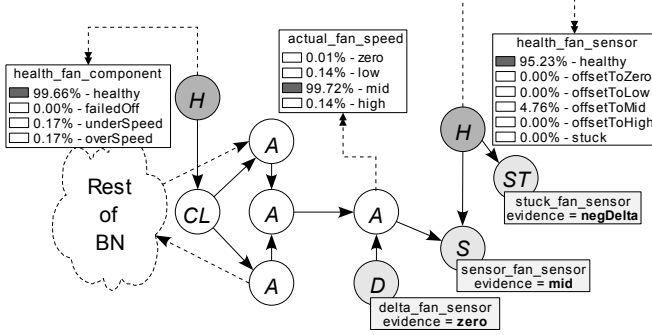 actual_fan_speed
0.01% - zero
0.14% - low
99.72% - mid
0.14% - high
health_fan_sensor
95.23% - healthy
0.00% - offsetToZero
0.00% - offsetToLow
4.76% - offsetToMid
0.00% - offsetToHigh
0.00% - stuck
health_fan_component
99.66% - healthy
0.00% - failedOff
0.17% - underSpeed
0.17% - overSpeed
H
H
A
ST
stuck_fan_sensor
evidence = negDelta
Rest
of
BN
CL
A
A
S
sensor_fan_sensor
evidence = mid
A
D
delta_fan_sensor
evidence = zero